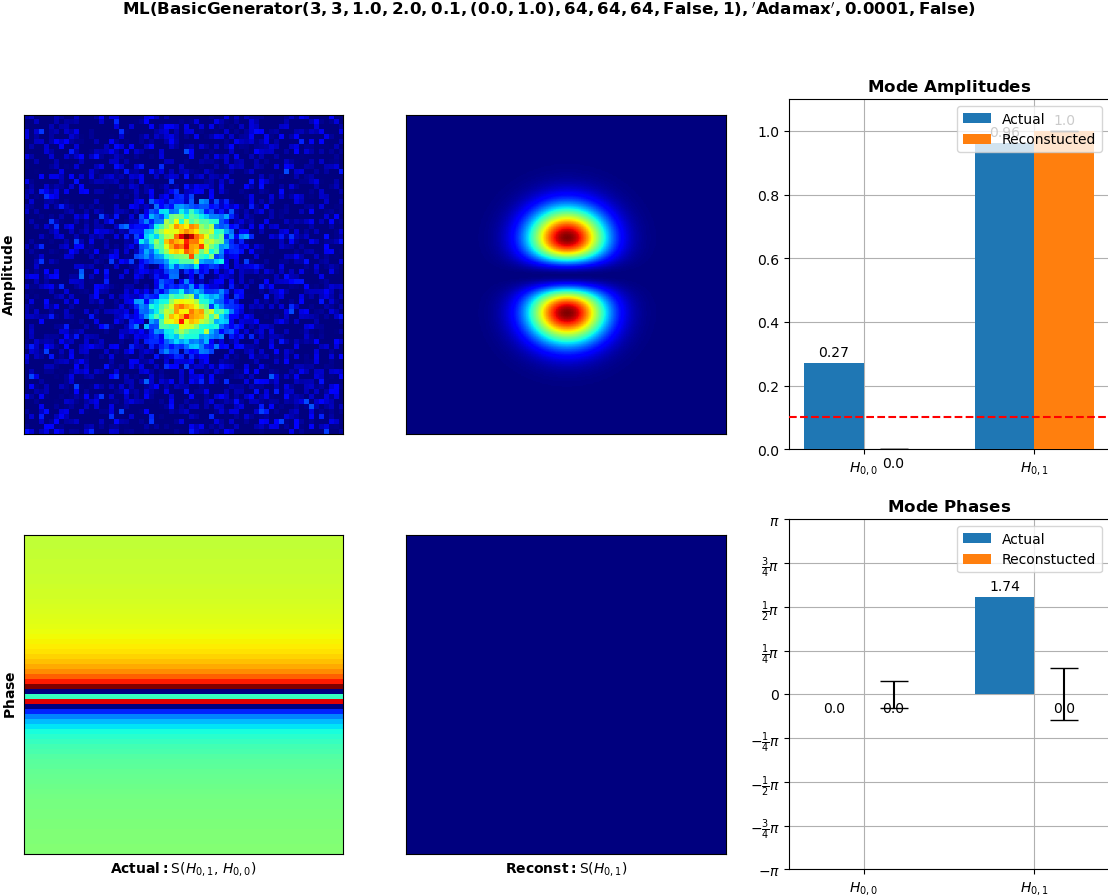 ML(BasicGenerator(3, 3, 1.0, 2.0, 0.1, (0.0, 1.0), 64, 64, 64, False, 1), ′Adamax′, 0.0001, False)
Amplitude
Mode Amplitudes
Actual
Reconstucted
0.27
0.0
0.96
1.0
1.0
0.8
0.6
0.4
0.2
0.0
H₀,₀
H₀,₁
Phase
Actual: S(H₀,₁, H₀,₀)
Reconst: S(H₀,₁)
Mode Phases
Actual
Reconstucted
0.0
0.0
1.74
0.0
π
¾π
½π
¼π
0
−¼π
−½π
−¾π
−π
H₀,₀
H₀,₁